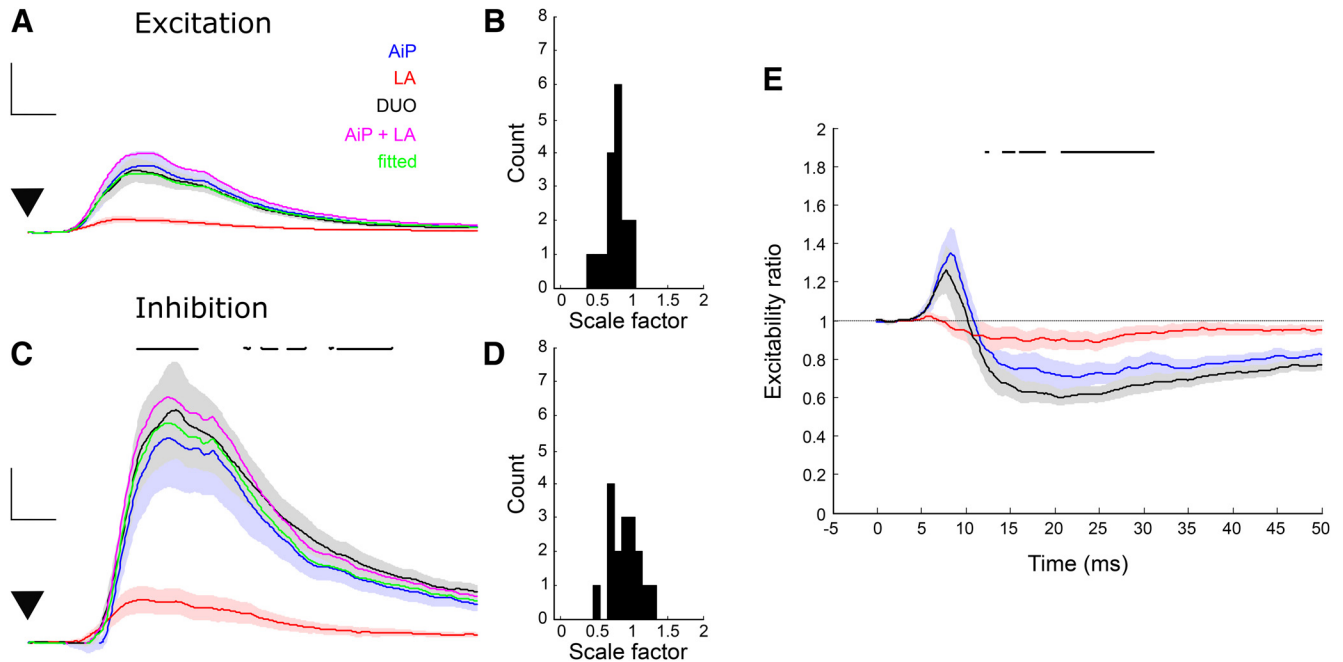 A
Excitation
AiP
LA
DUO
AiP + LA
fitted
B
8
7
6
5
4
3
2
1
0
Count
0
0.5
1
1.5
2
Scale factor
Inhibition
C
D
8
7
6
5
4
3
2
1
0
Count
0
0.5
1
1.5
2
Scale factor
E
2
1.8
1.6
1.4
1.2
1
0.8
0.6
0.4
0.2
0
Excitability ratio
-5
0
5
10
15
20
25
30
35
40
45
50
Time (ms)